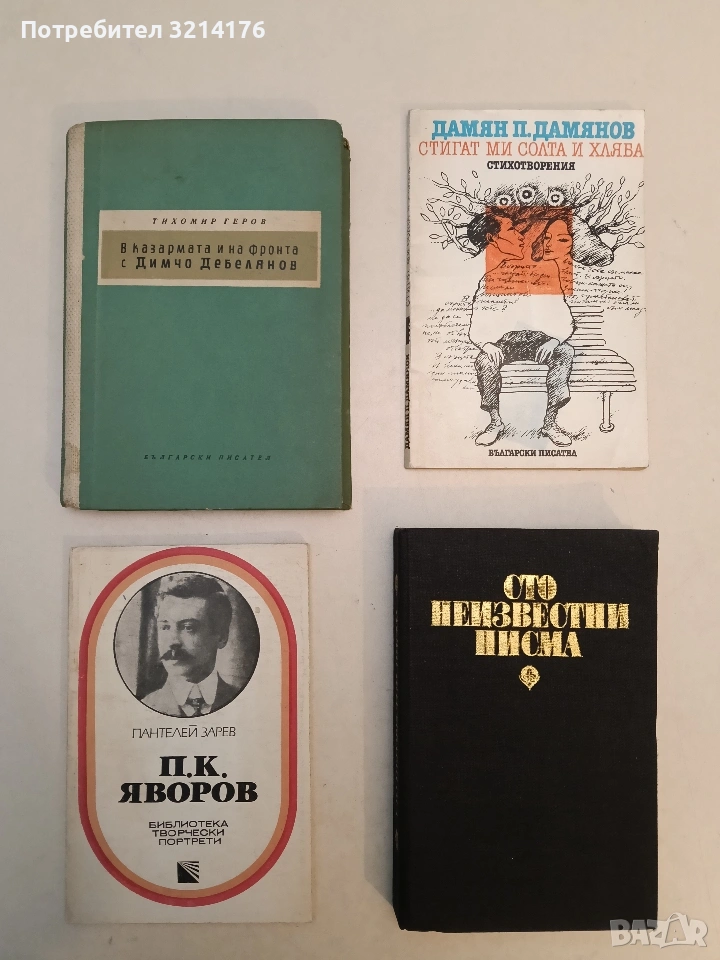 Потребител 3214176
ТИХОМИР ГЕРОВ
В казармата и на фронта
с Димчо Дебелянов
БЪЛГАРСКИ ПИСАТЕЛ
ДАМЯН П. ДАМЯНОВ
СТИГАТ МИ СОЛТА И ХЛЯБА
СТИХОТВОРЕНИЯ
БЪЛГАРСКИ ПИСАТЕЛ
ПАНТЕЛЕЙ ЗАРЕВ
П.К.
ЯВОРОВ
БИБЛИОТЕКА
ТВОРЧЕСКИ
ПОРТРЕТИ
СТО
НЕИЗВЕСТНИ
ПИСМА
BAZAR